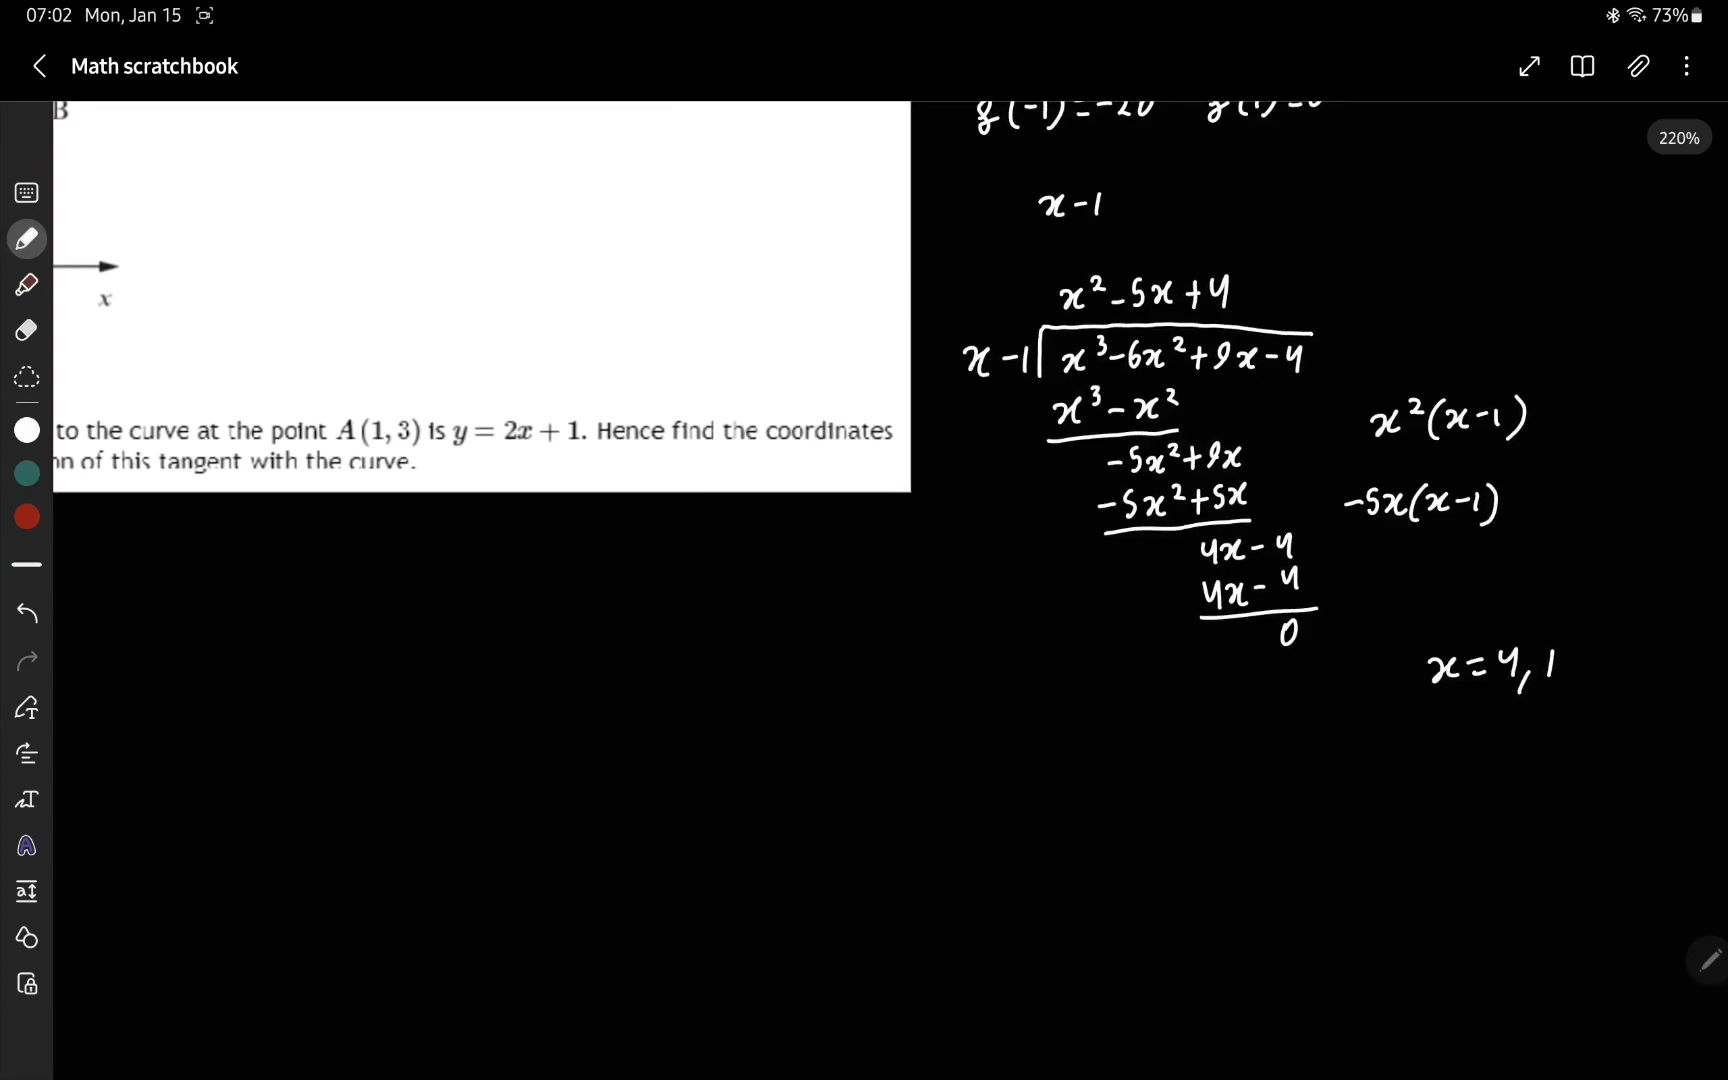 07:02 Mon, Jan 15
73%
Math scratchbook
220%
B
x
to the curve at the point A(1, 3) is y = 2x + 1. Hence find the coordinates
on of this tangent with the curve.
x-1
x²-5x+4
x-1 x³-6x²+9x-4
x³-x²
x²(x-1)
-5x²+9x
-5x²+5x
-5x(x-1)
4x-4
4x-4
0
x=4,1